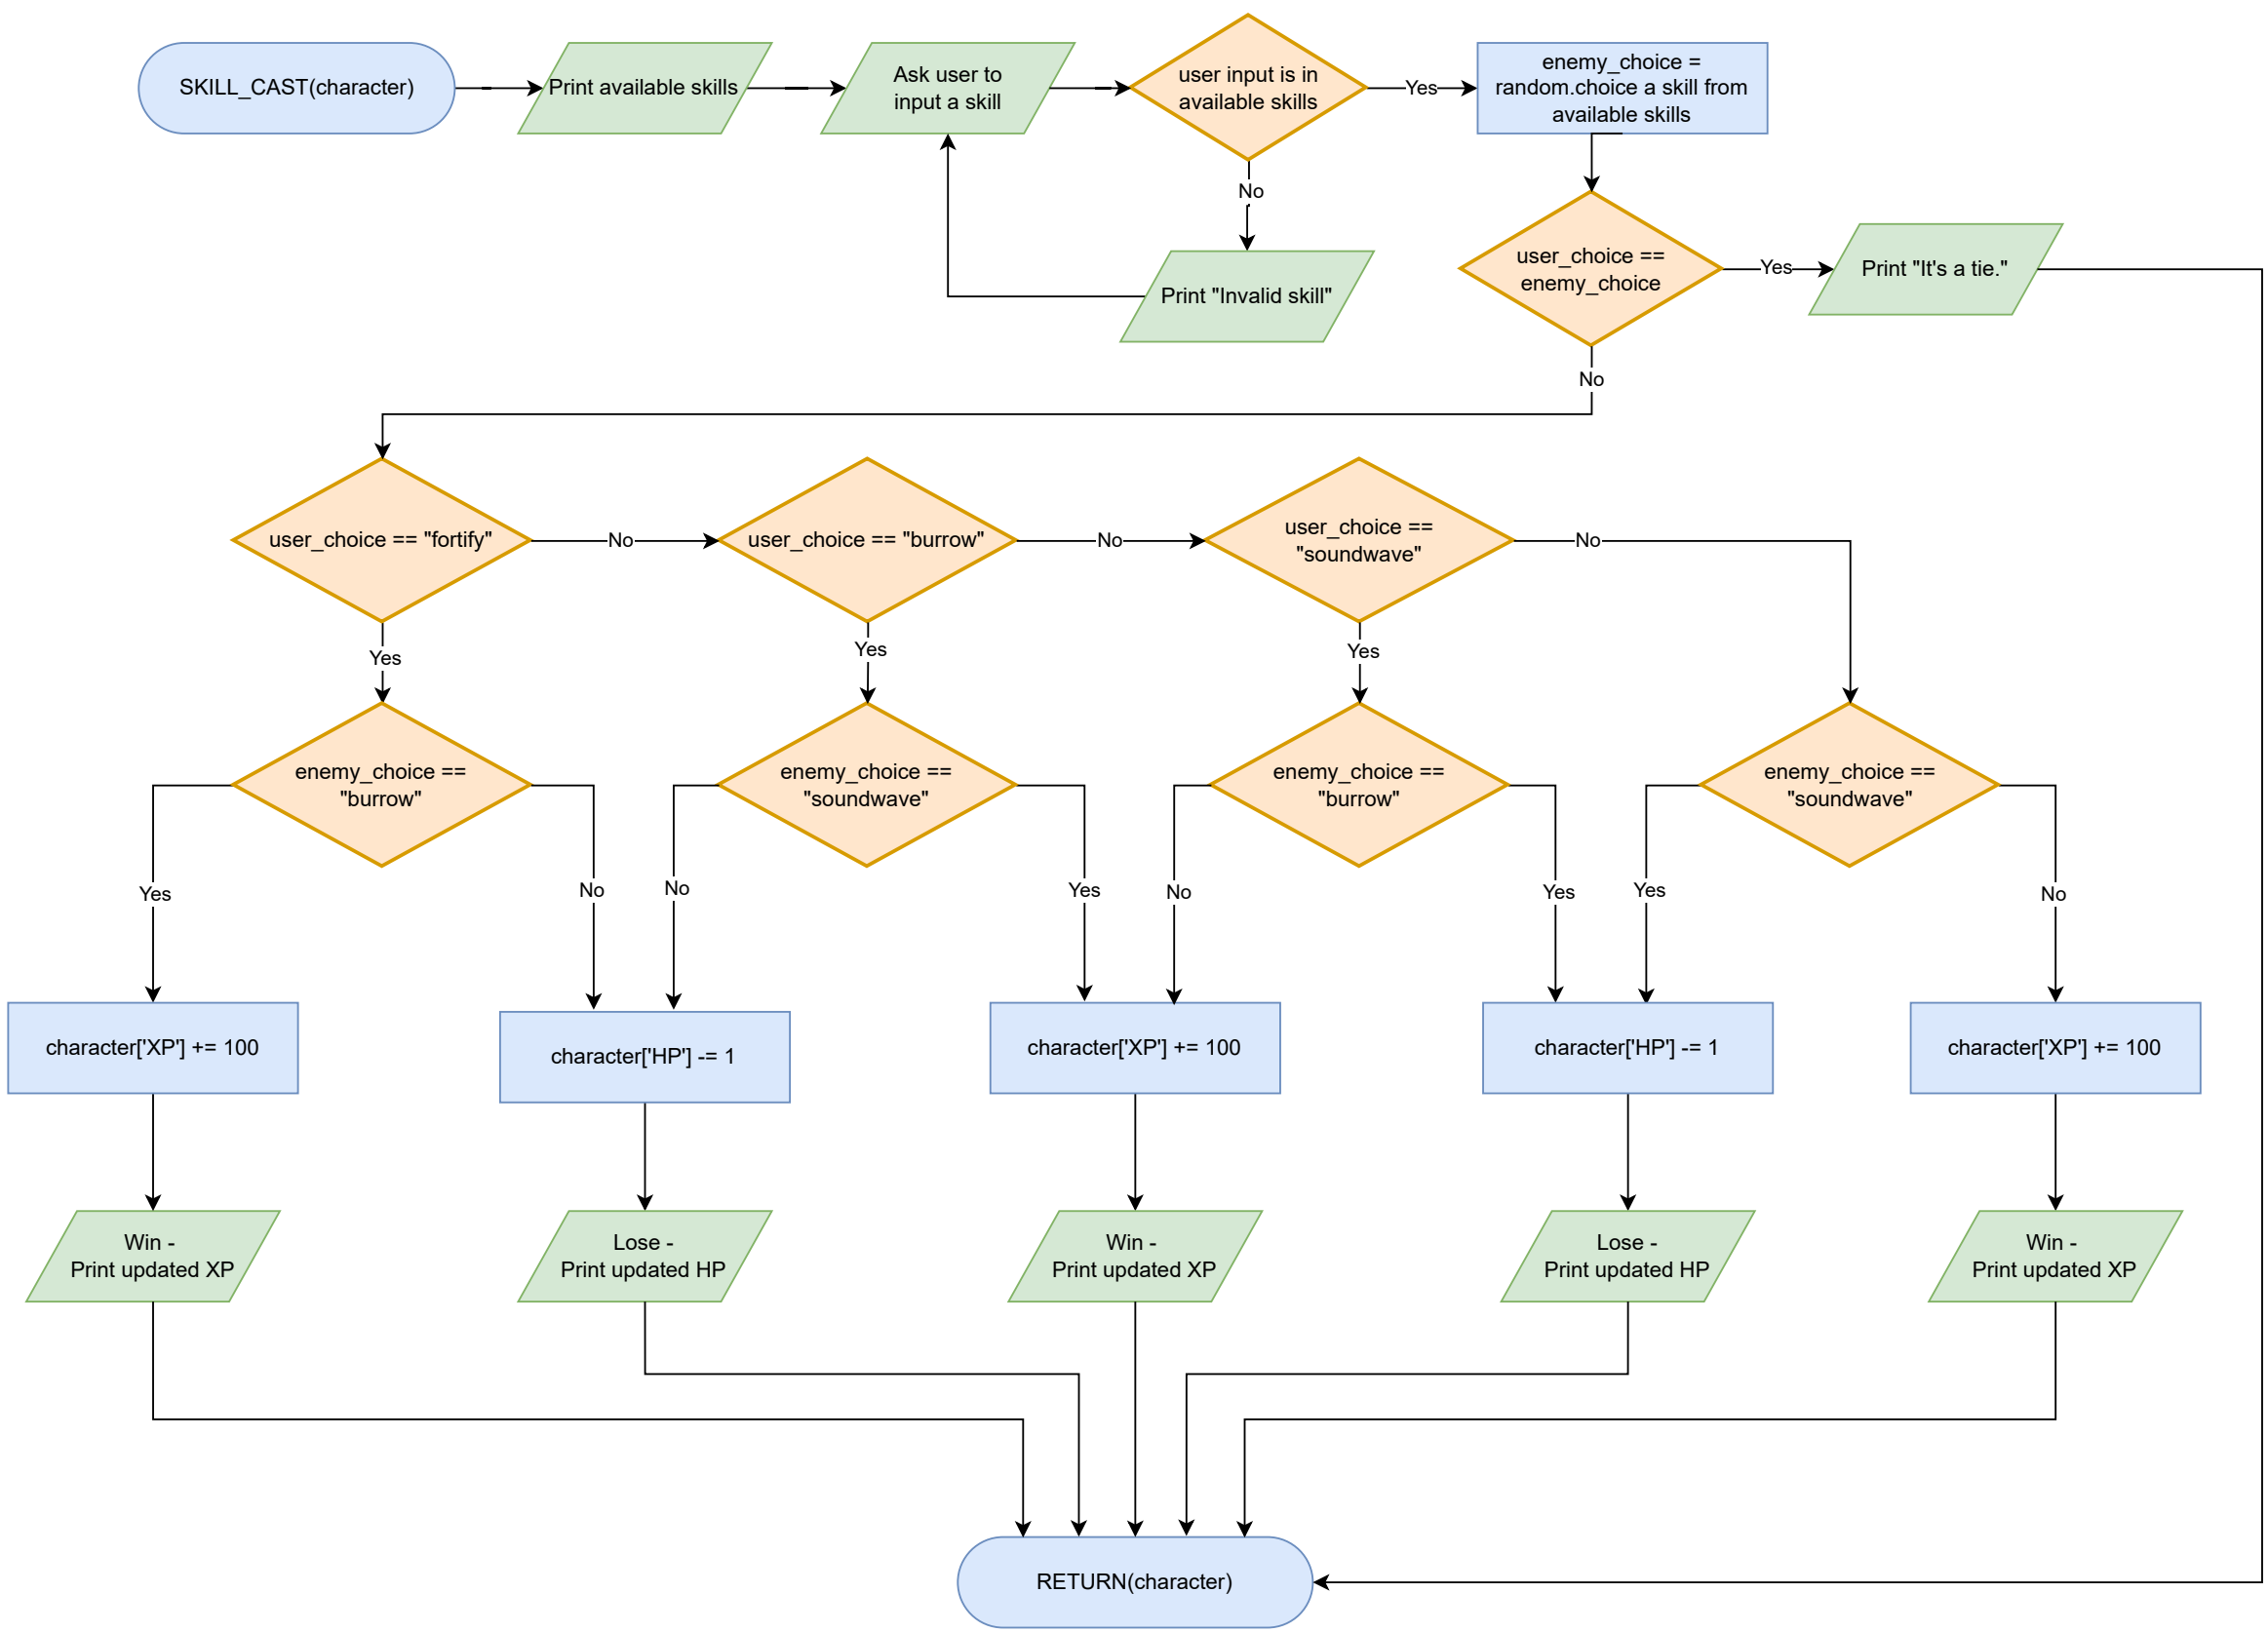 SKILL_CAST(character)
Print available skills
Ask user to
input a skill
user input is in
available skills
Yes
enemy_choice =
random.choice a skill from
available skills
No
Print "Invalid skill"
user_choice ==
enemy_choice
Yes
Print "It's a tie."
No
user_choice == "fortify"
No
user_choice == "burrow"
No
user_choice ==
"soundwave"
No
Yes
Yes
Yes
enemy_choice ==
"burrow"
enemy_choice ==
"soundwave"
enemy_choice ==
"burrow"
enemy_choice ==
"soundwave"
Yes
No
No
Yes
No
Yes
Yes
No
character['XP'] += 100
character['HP'] -= 1
character['XP'] += 100
character['HP'] -= 1
character['XP'] += 100
Win -
Print updated XP
Lose -
Print updated HP
Win -
Print updated XP
Lose -
Print updated HP
Win -
Print updated XP
RETURN(character)